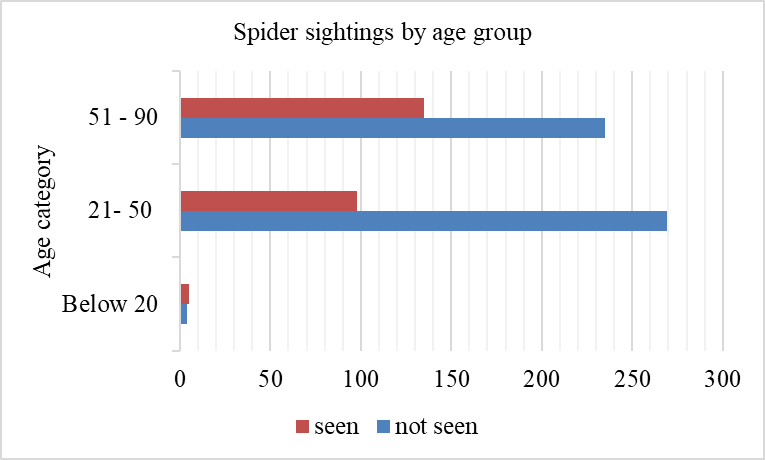 Spider sightings by age group
Age category
51 - 90
21- 50
Below 20
0 50 100 150 200 250 300
seen not seen